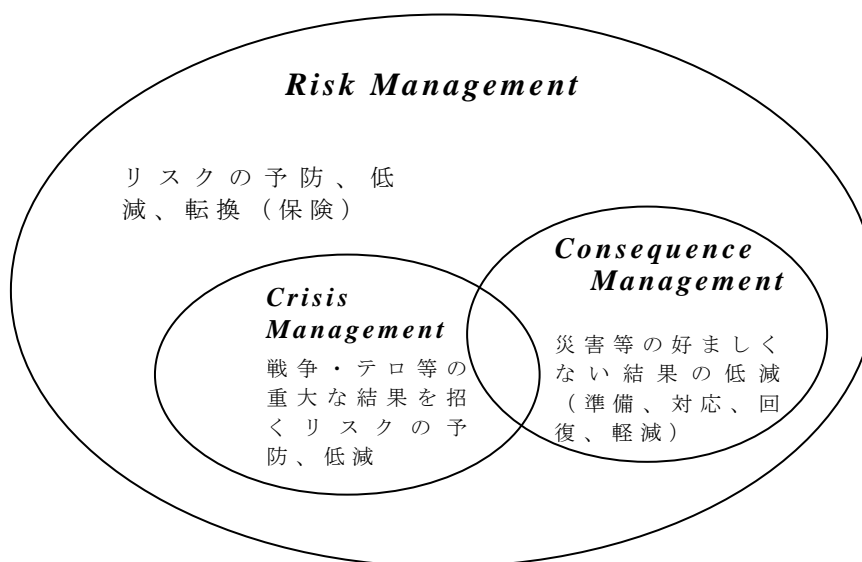 Risk Management
リスクの予防、低
減、転換（保険）
Crisis
Management
戦争・テロ等の
重大な結果を招
くリスクの予
防、低減
Consequence
Management
災害等の好ましく
ない結果の低減
（準備、対応、回
復、軽減）